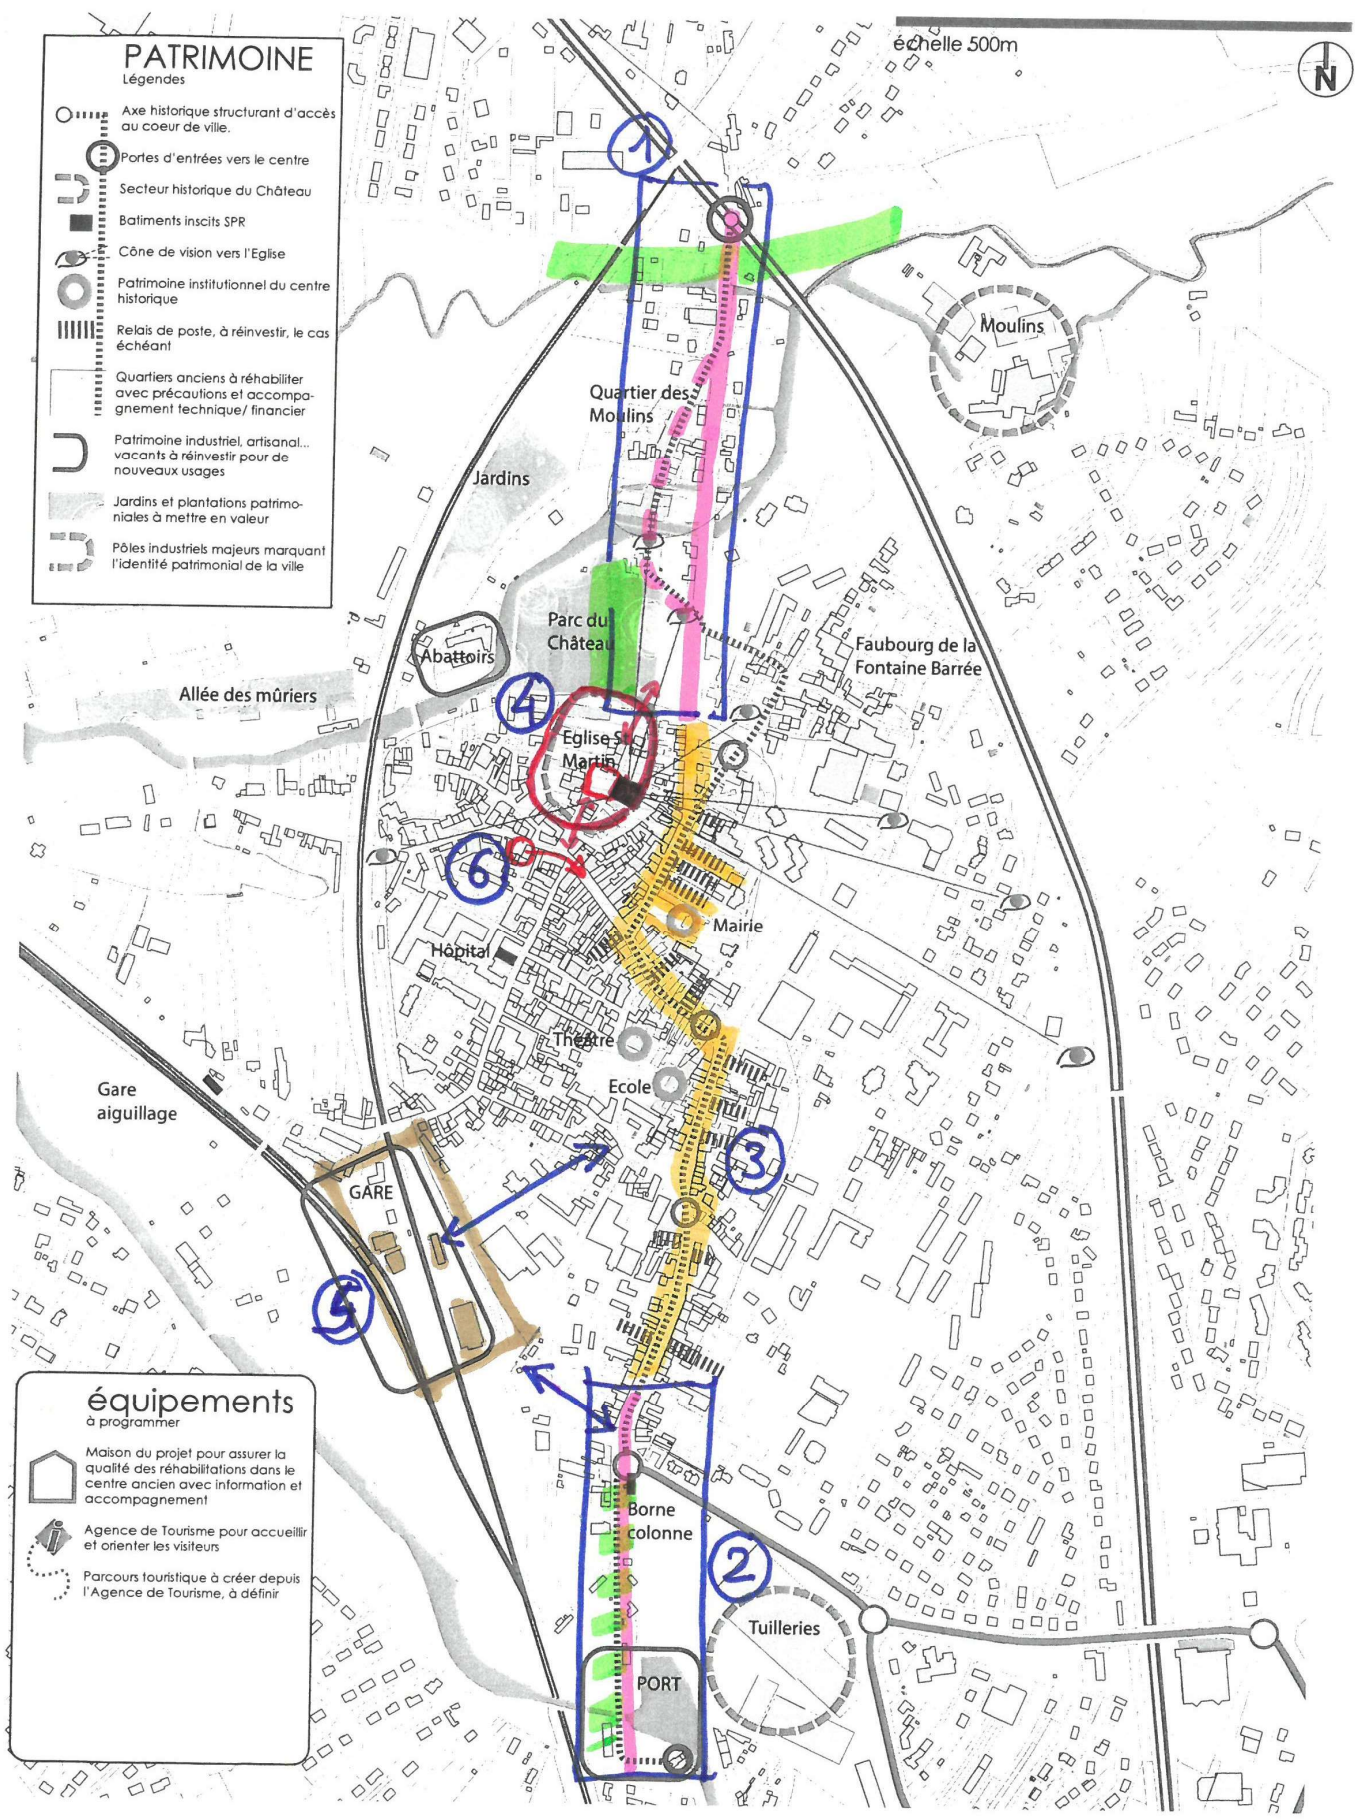 échelle 500m
N
PATRIMOINE
Légendes
Axe historique structurant d'accès
au coeur de ville.
Portes d'entrées vers le centre
Secteur historique du Château
Batiments inscits SPR
Cône de vision vers l'Eglise
Patrimoine institutionnel du centre
historique
Relais de poste, à réinvestir, le cas
échéant
Quartiers anciens à réhabiliter
avec précautions et accompa-
gnement technique/ financier
Patrimoine industriel, artisanal...
vacants à réinvestir pour de
nouveaux usages
Jardins et plantations patrimo-
niales à mettre en valeur
Pôles industriels majeurs marquant
l'identité patrimonial de la ville
1
Moulins
Quartier des
Moulins
Jardins
Parc du
Château
Abattoirs
Faubourg de la
Fontaine Barrée
Allée des mûriers
4
Eglise St
Martin
6
Mairie
Hôpital
Théatre
Ecole
Gare
aiguillage
3
GARE
5
Borne
colonne
2
Tuilleries
PORT
équipements
à programmer
Maison du projet pour assurer la
qualité des réhabilitations dans le
centre ancien avec information et
accompagnement
i
Agence de Tourisme pour accueillir
et orienter les visiteurs
Parcours touristique à créer depuis
l'Agence de Tourisme, à définir